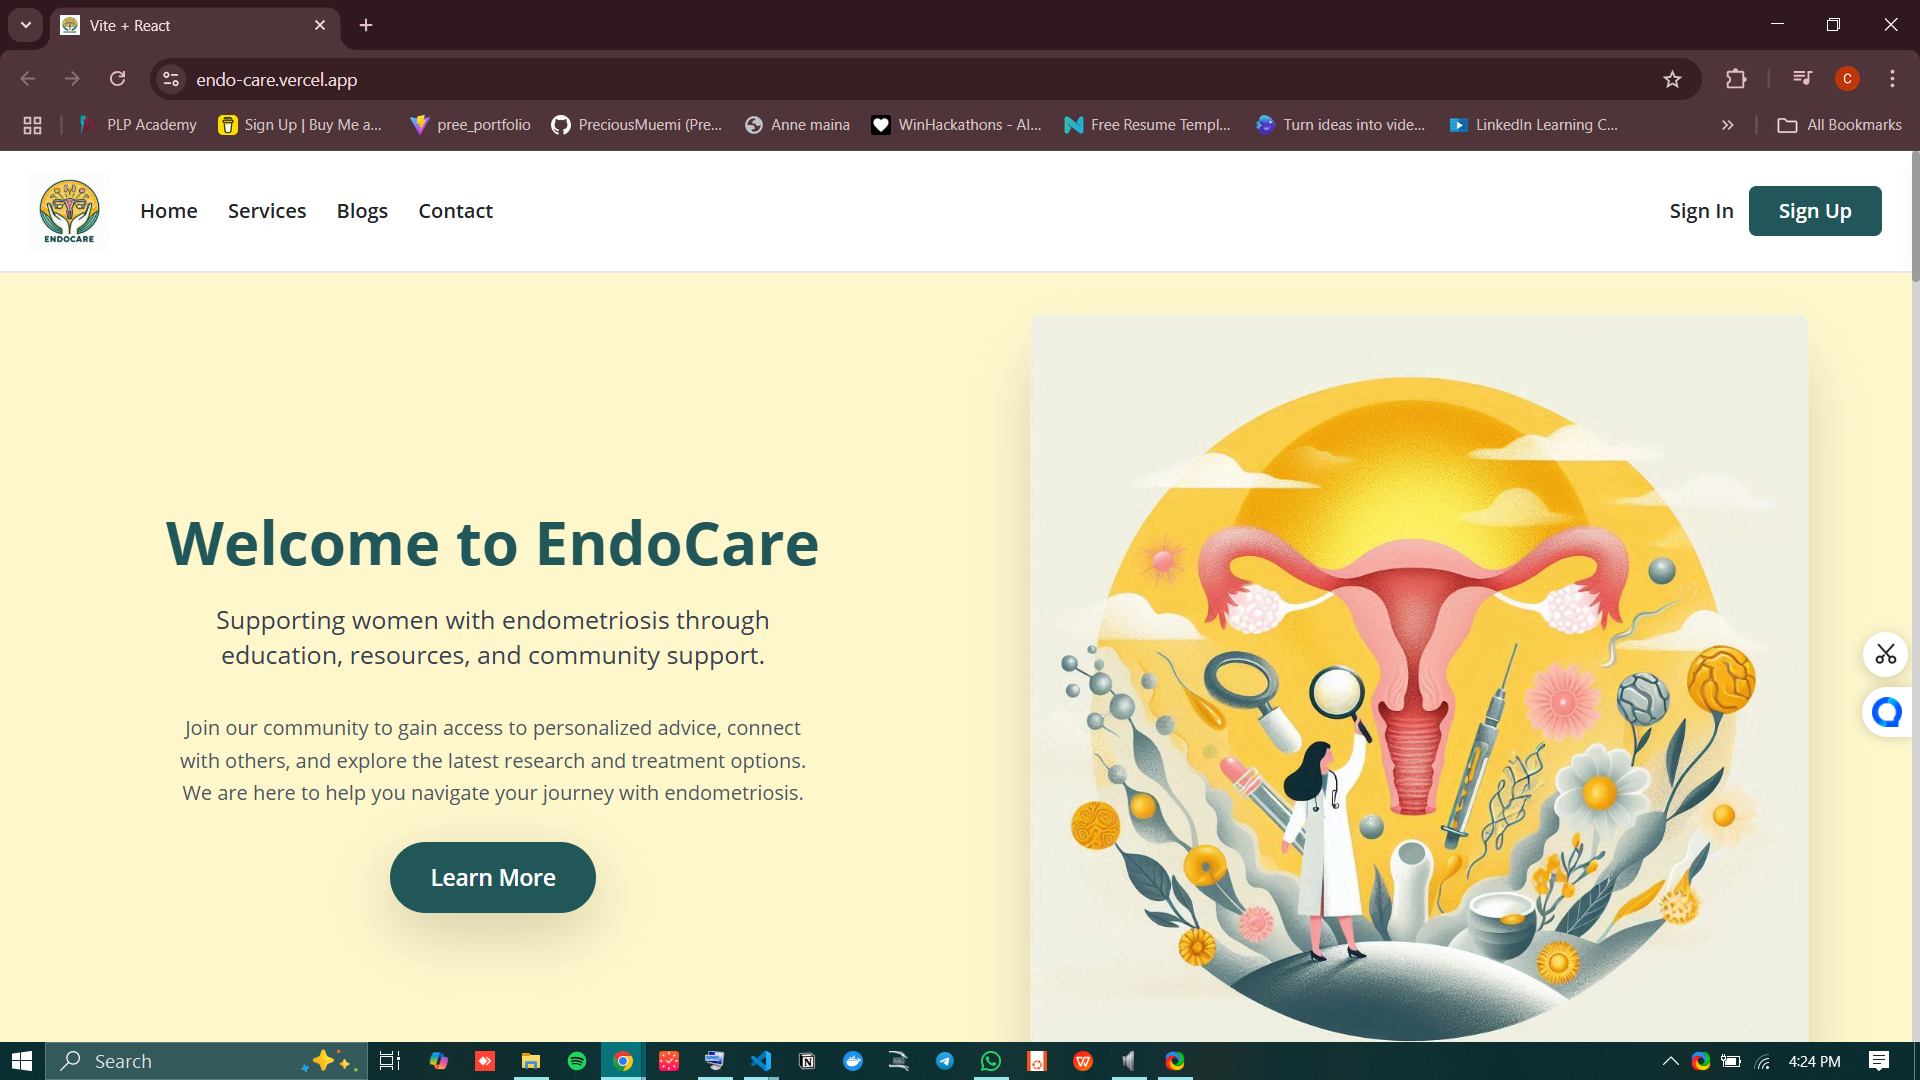 Vite + React
endo-care.vercel.app
C
PLP Academy
Sign Up | Buy Me a...
pree_portfolio
PreciousMuemi (Pre...
Anne maina
WinHackathons - AI...
Free Resume Templ...
Turn ideas into vide...
LinkedIn Learning C...
All Bookmarks
ENDOCARE
Home
Services
Blogs
Contact
Sign In
Sign Up
Welcome to EndoCare
Supporting women with endometriosis through
education, resources, and community support.
Join our community to gain access to personalized advice, connect
with others, and explore the latest research and treatment options.
We are here to help you navigate your journey with endometriosis.
Learn More
Search
4:24 PM